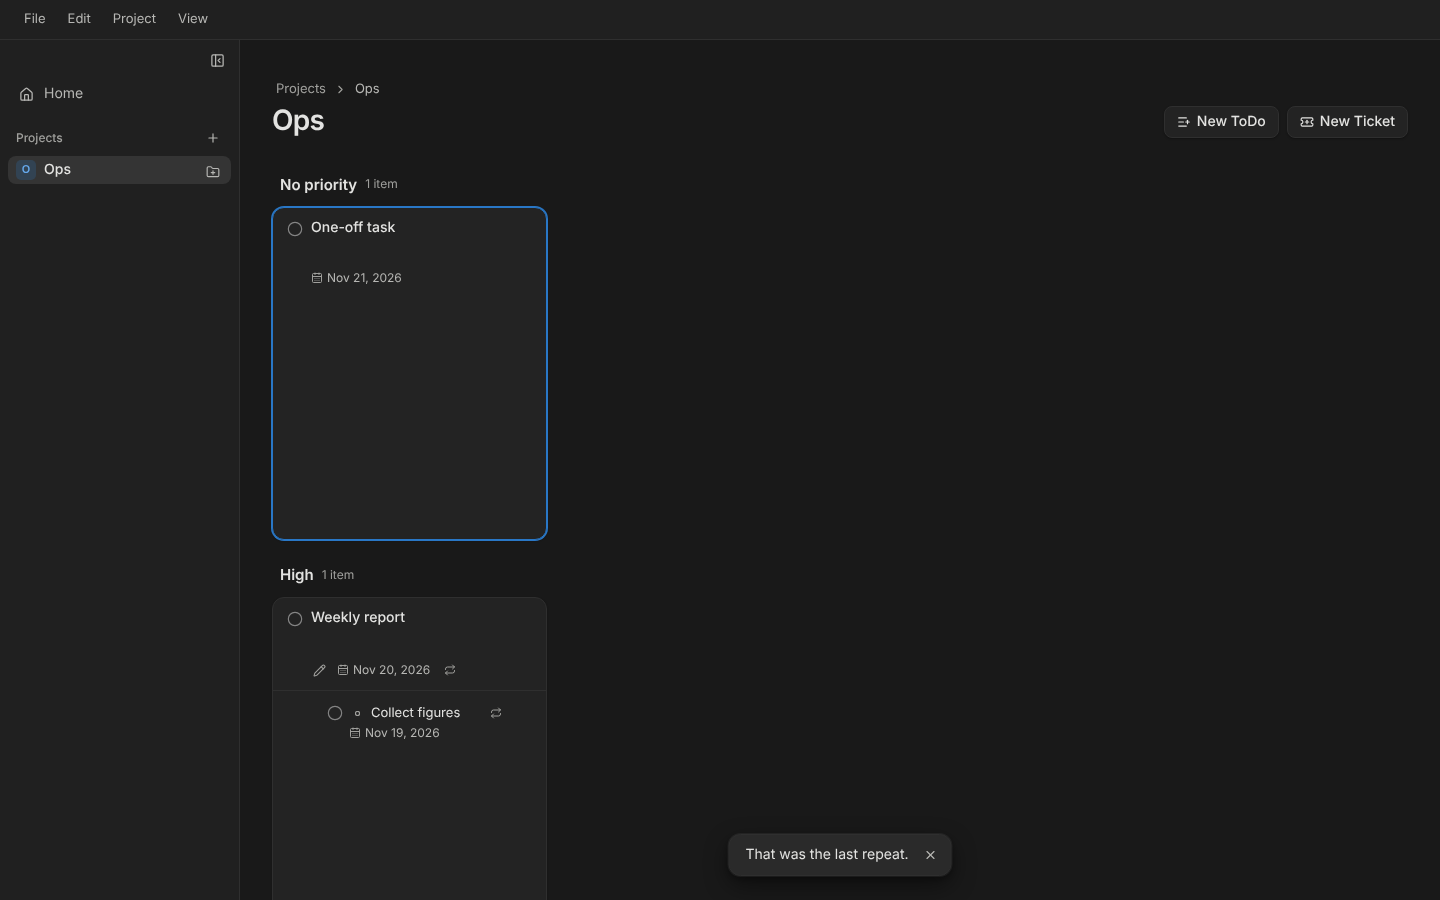 File Edit Project View
Home
Projects
O Ops
Projects > Ops
Ops
New ToDo New Ticket
No priority 1 item
One-off task
Nov 21, 2026
High 1 item
Weekly report
Nov 20, 2026
Collect figures
Nov 19, 2026
That was the last repeat.